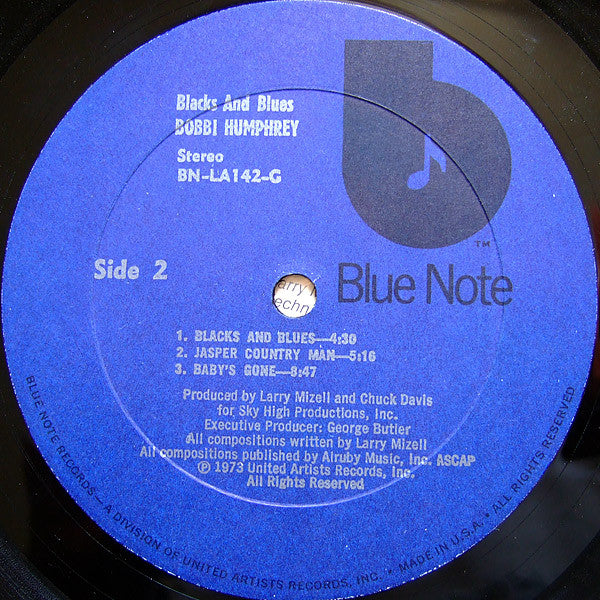 Blacks And Blues
BOBBI HUMPHREY
Stereo
BN-LA142-G
TM
Side 2
Blue Note
arry M
echn
1. BLACKS AND BLUES—4:30
2. JASPER COUNTRY MAN—5:16
3. BABY'S GONE—8:47
Produced by Larry Mizell and Chuck Davis
for Sky High Productions, Inc.
Executive Producer: George Butler
All compositions written by Larry Mizell
All compositions published by Alruby Music, Inc. ASCAP
Ⓟ 1973 United Artists Records, Inc.
All Rights Reserved
BLUE NOTE RECORDS—A DIVISION OF UNITED ARTISTS RECORDS, INC. • MADE IN U.S.A. • ALL RIGHTS RESERVED